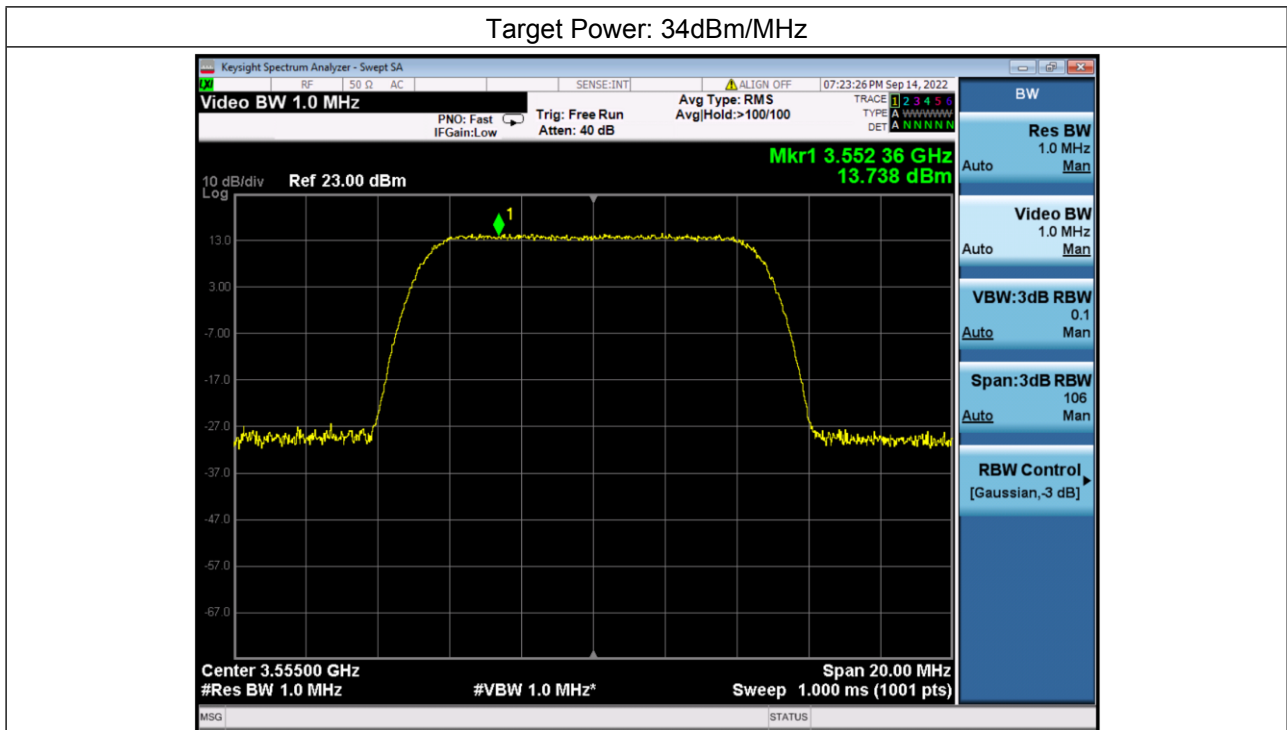 Target Power: 34dBm/MHz
Keysight Spectrum Analyzer - Swept SA
RF 50 Ω AC SENSE:INT ALIGN OFF 07:23:26 PM Sep 14, 2022
Video BW 1.0 MHz
PNO: Fast
IFGain:Low
Trig: Free Run
Atten: 40 dB
Avg Type: RMS
Avg|Hold:>100/100
TRACE 1 2 3 4 5 6
TYPE A WWWWW
DET A N N N N N
Mkr1 3.552 36 GHz
13.738 dBm
10 dB/div Ref 23.00 dBm
Log
1
13.0
3.00
-7.00
-17.0
-27.0
-37.0
-47.0
-57.0
-67.0
Center 3.55500 GHz Span 20.00 MHz
#Res BW 1.0 MHz #VBW 1.0 MHz* Sweep 1.000 ms (1001 pts)
MSG STATUS
BW
Res BW
1.0 MHz
Auto Man
Video BW
1.0 MHz
Auto Man
VBW:3dB RBW
0.1
Auto Man
Span:3dB RBW
106
Auto Man
RBW Control
[Gaussian,-3 dB]